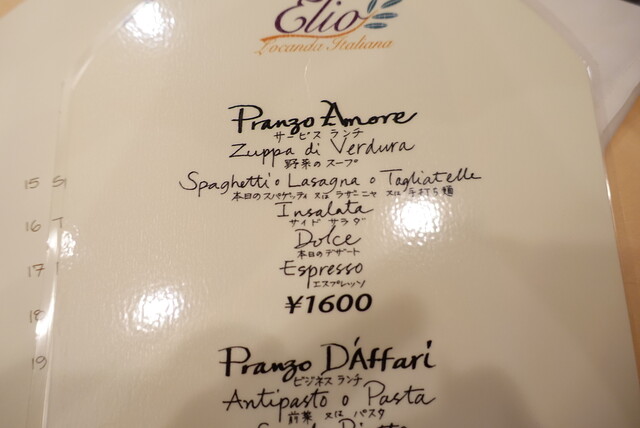 Elio
Locanda Italiana
Pranzo Amore
サービス ランチ
Zuppa di Verdura
野菜の スープ
Spaghetti o Lasagna o Tagliatelle
本日の スパゲッティ 又は ラザニャ 又は 手打ち麺
Insalata
サイド サラダ
Dolce
本日の デザート
Espresso
エスプレッソ
¥1600
Pranzo D'Affari
ビジネス ランチ
Antipasto o Pasta
前菜 又は パスタ
15
16
17
18
19